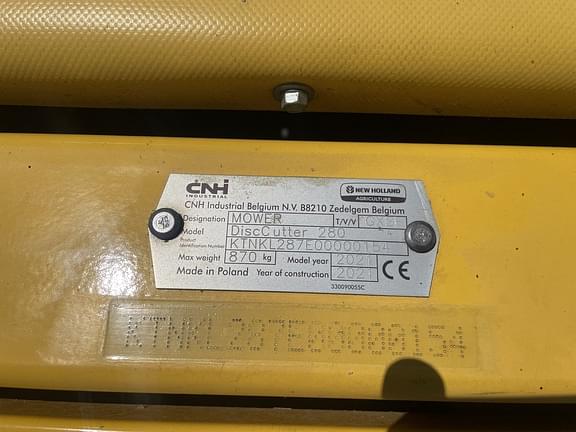 CNH
INDUSTRIAL
NEW HOLLAND
AGRICULTURE
CNH Industrial Belgium N.V. B8210 Zedelgem Belgium
Designation MOWER T/V/V
Model DiscCutter 280
Product Identification Number KTNKL287E00000154
Max weight 870 kg Model year 2021
Made in Poland Year of construction 2021 CE
330090055C
KTNKL287E00000154